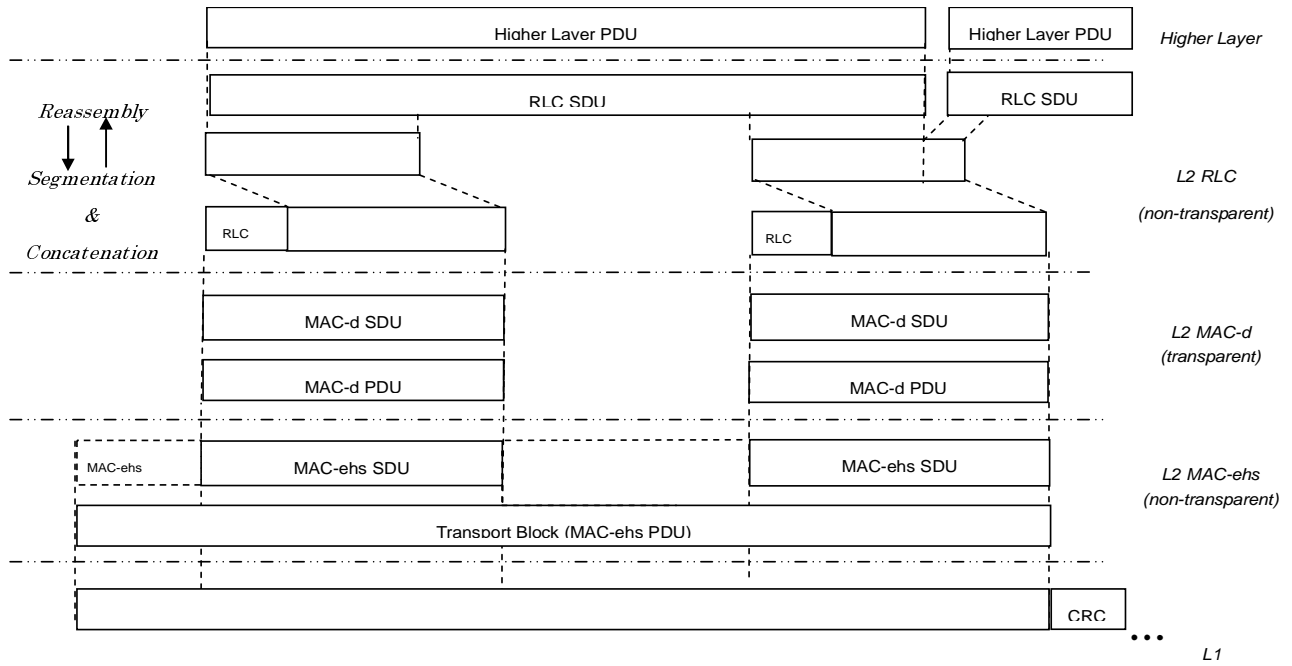 Higher Layer PDU
Higher Layer PDU
Higher Layer
RLC SDU
RLC SDU
Reassembly
Segmentation
&
Concatenation
L2 RLC
(non-transparent)
RLC
RLC
MAC-d SDU
MAC-d SDU
L2 MAC-d
(transparent)
MAC-d PDU
MAC-d PDU
MAC-ehs
MAC-ehs SDU
MAC-ehs SDU
L2 MAC-ehs
(non-transparent)
Transport Block (MAC-ehs PDU)
CRC
•••
L1